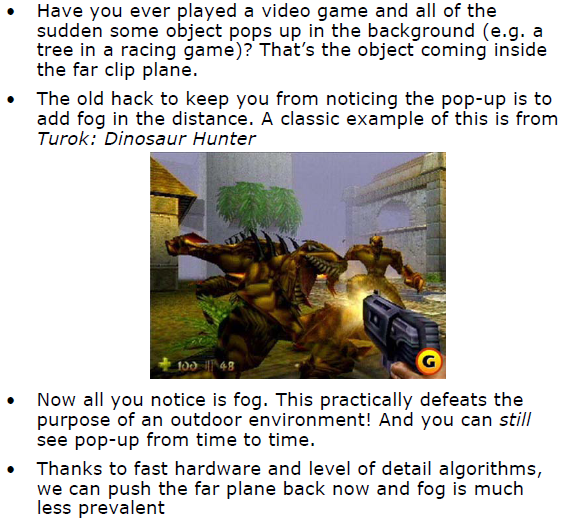 • Have you ever played a video game and all of the
sudden some object pops up in the background (e.g. a
tree in a racing game)? That’s the object coming inside
the far clip plane.
• The old hack to keep you from noticing the pop-up is to
add fog in the distance. A classic example of this is from
Turok: Dinosaur Hunter
100 48
G
• Now all you notice is fog. This practically defeats the
purpose of an outdoor environment! And you can still
see pop-up from time to time.
• Thanks to fast hardware and level of detail algorithms,
we can push the far plane back now and fog is much
less prevalent